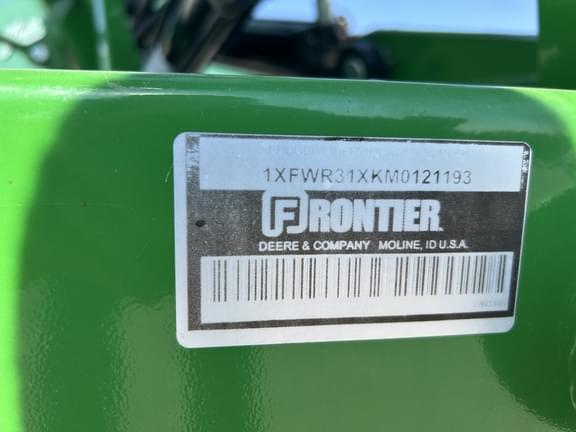 1XFWR31XKM0121193
FRONTIER
DEERE & COMPANY MOLINE, ID U.S.A.